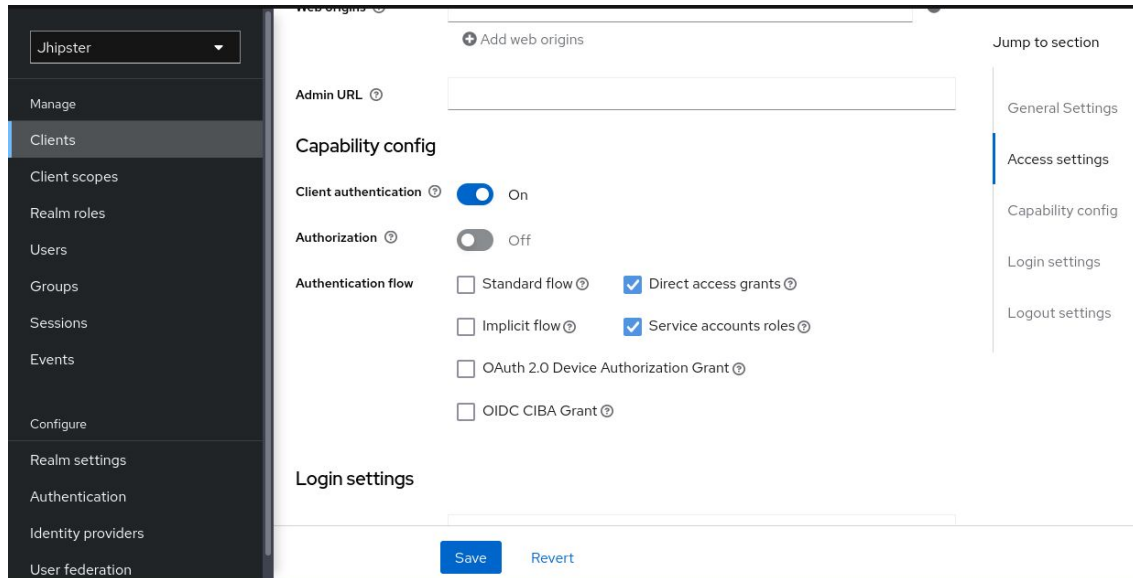 Jhipster
Manage
Clients
Client scopes
Realm roles
Users
Groups
Sessions
Events
Configure
Realm settings
Authentication
Identity providers
User federation
Web origins
Add web origins
Admin URL
Capability config
Client authentication On
Authorization Off
Authentication flow Standard flow Direct access grants
Implicit flow Service accounts roles
OAuth 2.0 Device Authorization Grant
OIDC CIBA Grant
Login settings
Save Revert
Jump to section
General Settings
Access settings
Capability config
Login settings
Logout settings